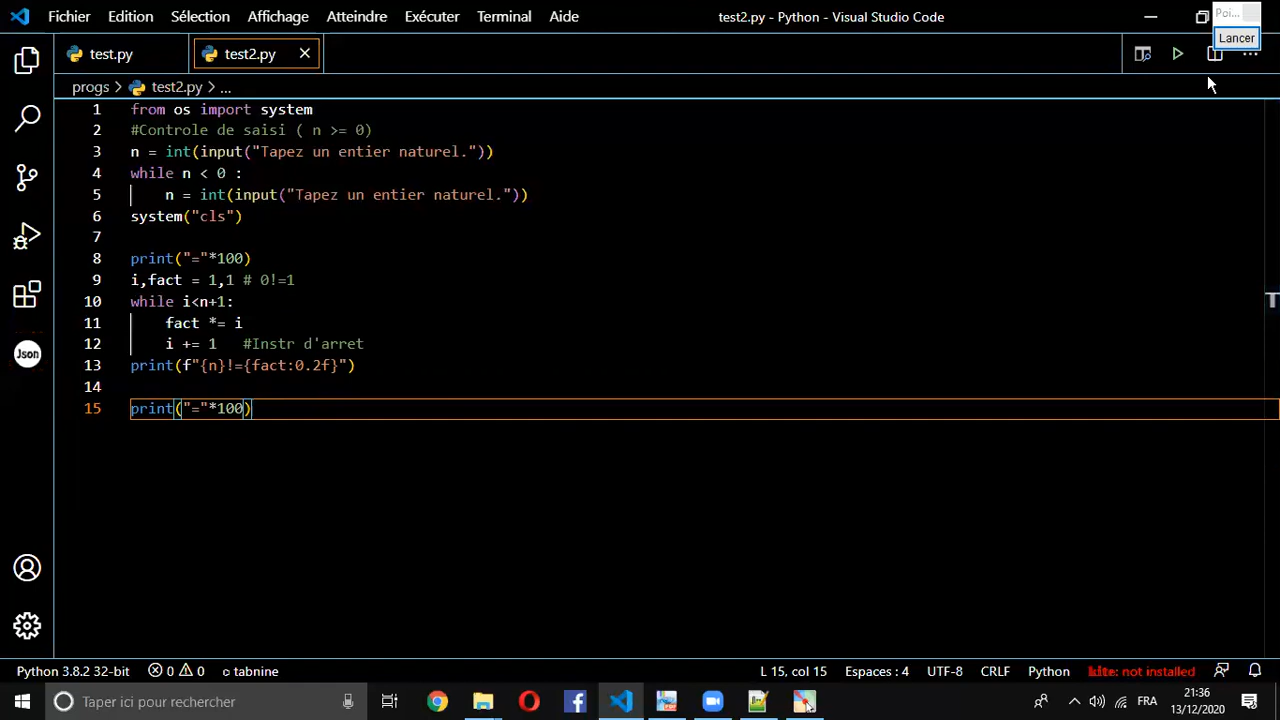 Fichier Edition Sélection Affichage Atteindre Exécuter Terminal Aide test2.py - Python - Visual Studio Code Poi...
Lancer
test.py test2.py
progs > test2.py > ...
1 from os import system
2 #Controle de saisi ( n >= 0)
3 n = int(input("Tapez un entier naturel."))
4 while n < 0 :
5 n = int(input("Tapez un entier naturel."))
6 system("cls")
7
8 print("="*100)
9 i,fact = 1,1 # 0!=1
10 while i<n+1:
11 fact *= i
12 i += 1 #Instr d'arret
13 print(f"{n}!={fact:0.2f}")
14
15 print("="*100)
Json
Python 3.8.2 32-bit 0 0 tabnine L 15, col 15 Espaces : 4 UTF-8 CRLF Python kite: not installed
Taper ici pour rechercher FRA 21:36
13/12/2020